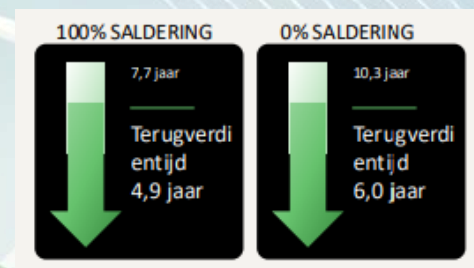 100% SALDERING
7,7 jaar
Terugverdi
entijd
4,9 jaar
0% SALDERING
10,3 jaar
Terugverdi
entijd
6,0 jaar